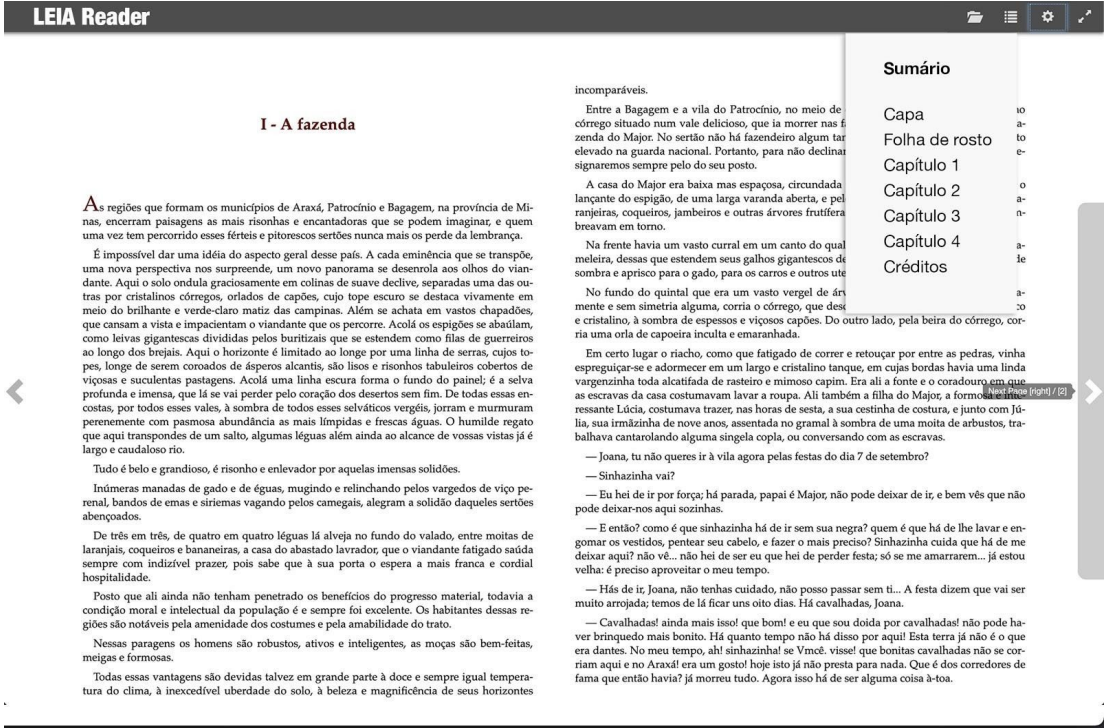 LEIA Reader
I - A fazenda
As regiões que formam os municípios de Araxá, Patrocínio e Bagagem, na província de Mi-
nas, encerram paisagens as mais risonhas e encantadoras que se podem imaginar, e quem
uma vez tem percorrido esses férteis e pitorescos sertões nunca mais os perde da lembrança.
É impossível dar uma idéia do aspecto geral desse país. A cada eminência que se transpõe,
uma nova perspectiva nos surpreende, um novo panorama se desenrola aos olhos do vian-
dante. Aqui o solo ondula graciosamente em colinas de suave declive, separadas uma das ou-
tras por cristalinos córregos, orlados de capões, cujo tope escuro se destaca vivamente em
meio do brilhante e verde-claro matiz das campinas. Além se achata em vastos chapadões,
que cansam a vista e impacientam o viandante que os percorre. Acolá os espigões se abaúlam,
como leivas gigantescas divididas pelos buritizais que se estendem como filas de guerreiros
ao longo dos brejais. Aqui o horizonte é limitado ao longe por uma linha de serras, cujos to-
pes, longe de serem coroados de ásperos alcantis, são lisos e risonhos tabuleiros cobertos de
viçosas e suculentas pastagens. Acolá uma linha escura forma o fundo do painel; é a selva
profunda e imensa, que lá se vai perder pelo coração dos desertos sem fim. De todas essas en-
costas, por todos esses vales, à sombra de todos esses selváticos vergéis, jorram e murmuram
perenemente com pasmosa abundância as mais límpidas e frescas águas. O humilde regato
que aqui transpondes de um salto, algumas léguas além ainda ao alcance de vossas vistas já é
largo e caudaloso rio.
Tudo é belo e grandioso, é risonho e enlevador por aquelas imensas solidões.
Inúmeras manadas de gado e de éguas, mugindo e relinchando pelos vargedos de viço pe-
renal, bandos de emas e siriemas vagando pelos camegais, alegram a solidão daqueles sertões
abençoados.
De três em três, de quatro em quatro léguas lá alveja no fundo do valado, entre moitas de
laranjais, coqueiros e bananeiras, a casa do abastado lavrador, que o viandante fatigado saúda
sempre com indizível prazer, pois sabe que à sua porta o espera a mais franca e cordial
hospitalidade.
Posto que ali ainda não tenham penetrado os benefícios do progresso material, todavia a
condição moral e intelectual da população é e sempre foi excelente. Os habitantes dessas re-
giões são notáveis pela amenidade dos costumes e pela amabilidade do trato.
Nessas paragens os homens são robustos, ativos e inteligentes, as moças são bem-feitas,
meigas e formosas.
Todas essas vantagens são devidas talvez em grande parte à doce e sempre igual tempera-
tura do clima, à inexcedível uberdade do solo, à beleza e magnificência de seus horizontes
incomparáveis.
Entre a Bagagem e a vila do Patrocínio, no meio de
córrego situado num vale delicioso, que ia morrer nas
zenda do Major. No sertão não há fazendeiro algum
elevado na guarda nacional. Portanto, para não declinar
signaremos sempre pelo do seu posto.
A casa do Major era baixa mas espaçosa, circundada o
lançante do espigão, de uma larga varanda aberta, e
ranjeiras, coqueiros, jambeiros e outras árvores
breavam em torno.
Na frente havia um vasto curral em um canto do qual
meleira, dessas que estendem seus galhos gigantescos de
sombra e aprisco para o gado, para os carros e outros
No fundo do quintal que era um vasto vergel de
mente e sem simetria alguma, corria o córrego, que
e cristalino, à sombra de espessos e viçosos capões. Do outro lado, pela beira do córrego, cor-
ria uma orla de capoeira inculta e emaranhada.
Em certo lugar o riacho, como que fatigado de correr e retouçar por entre as pedras, vinha
espreguiçar-se e adormecer em um largo e cristalino tanque, em cujas bordas havia uma linda
vargenzinha toda alcatifada de rasteiro e mimoso capim. Era ali a fonte e o coradouro em que
as escravas da casa costumavam lavar a roupa. Ali também a filha do Major, a formosa e inte-
ressante Lúcia, costumava trazer, nas horas de sesta, a sua cestinha de costura, e junto com Jú-
lia, sua irmãzinha de nove anos, assentada no gramal à sombra de uma moita de arbustos, tra-
balhava cantarolando alguma singela copla, ou conversando com as escravas.
— Joana, tu não queres ir à vila agora pelas festas do dia 7 de setembro?
— Sinhazinha vai?
— Eu hei de ir por força; há parada, papai é Major, não pode deixar de ir, e bem vês que não
pode deixar-nos aqui sozinhas.
— E então? como é que sinhazinha há de ir sem sua negra? quem é que há de lhe lavar e en-
gomar os vestidos, pentear seu cabelo, e fazer o mais preciso? Sinhazinha cuida que há de me
deixar aqui? não vê... não hei de ser eu que hei de perder festa; só se me amarrarem... já estou
velha: é preciso aproveitar o meu tempo.
— Hás de ir, Joana, não tenhas cuidado, não posso passar sem ti... A festa dizem que vai ser
muito arrojada; temos de lá ficar uns oito dias. Há cavalhadas, Joana.
— Cavalhadas! ainda mais isso! que bom! e eu que sou doida por cavalhadas! não pode ha-
ver brinquedo mais bonito. Há quanto tempo não há disso por aqui! Esta terra já não é o que
era dantes. No meu tempo, ah! sinhazinha! se Vmcê. visse! que bonitas cavalhadas não se cor-
riam aqui e no Araxá! era um gosto! hoje isto já não presta para nada. Que é dos corredores de
fama que então havia? já morreu tudo. Agora isso há de ser alguma coisa à-toa.
Sumário
Capa
Folha de rosto
Capítulo 1
Capítulo 2
Capítulo 3
Capítulo 4
Créditos
Next Page [right] / [2]